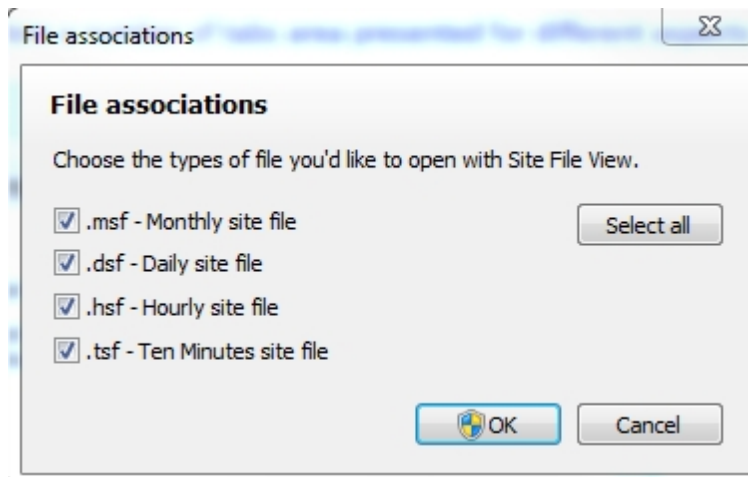 File associations
File associations
Choose the types of file you'd like to open with Site File View.
.msf - Monthly site file
Select all
.dsf - Daily site file
.hsf - Hourly site file
.tsf - Ten Minutes site file
OK
Cancel